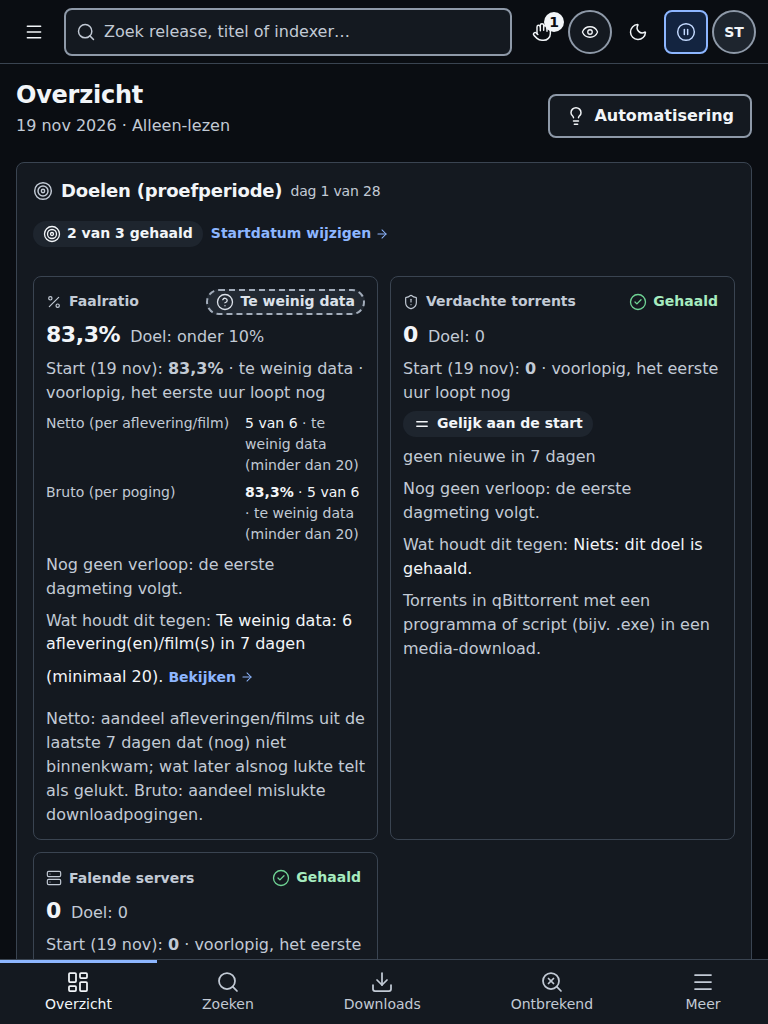 Zoek release, titel of indexer…
1
ST
Overzicht
19 nov 2026 · Alleen-lezen
Automatisering
Doelen (proefperiode) dag 1 van 28
2 van 3 gehaald Startdatum wijzigen →
Faalratio
Te weinig data
83,3% Doel: onder 10%
Start (19 nov): 83,3% · te weinig data ·
voorlopig, het eerste uur loopt nog
Netto (per aflevering/film) 5 van 6 · te
weinig data
(minder dan 20)
Bruto (per poging) 83,3% · 5 van 6
· te weinig data
(minder dan 20)
Nog geen verloop: de eerste
dagmeting volgt.
Wat houdt dit tegen: Te weinig data: 6
aflevering(en)/film(s) in 7 dagen
(minimaal 20). Bekijken →
Netto: aandeel afleveringen/films uit de
laatste 7 dagen dat (nog) niet
binnenkwam; wat later alsnog lukte telt
als gelukt. Bruto: aandeel mislukte
downloadpogingen.
Verdachte torrents
Gehaald
0 Doel: 0
Start (19 nov): 0 · voorlopig, het eerste
uur loopt nog
Gelijk aan de start
geen nieuwe in 7 dagen
Nog geen verloop: de eerste
dagmeting volgt.
Wat houdt dit tegen: Niets: dit doel is
gehaald.
Torrents in qBittorrent met een
programma of script (bijv. .exe) in een
media-download.
Falende servers
Gehaald
0 Doel: 0
Start (19 nov): 0 · voorlopig, het eerste
Overzicht
Zoeken
Downloads
Ontbrekend
Meer